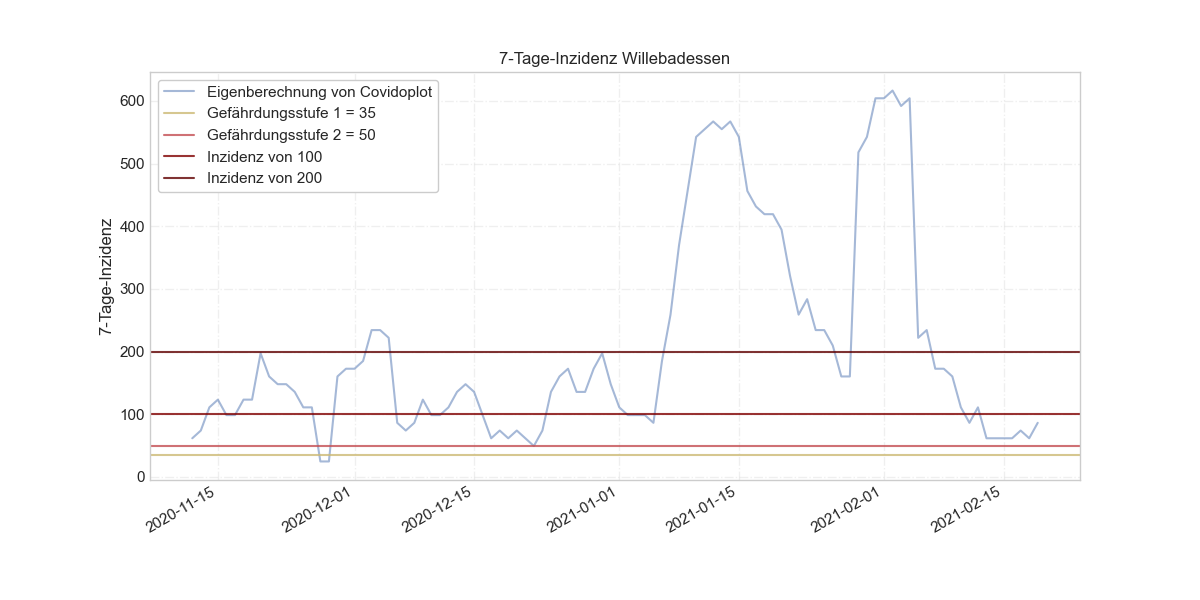 7-Tage-Inzidenz Willebadessen
Eigenberechnung von Covidoplot
Gefährdungsstufe 1 = 35
Gefährdungsstufe 2 = 50
Inzidenz von 100
Inzidenz von 200
7-Tage-Inzidenz
600
500
400
300
200
100
0
2020-11-15
2020-12-01
2020-12-15
2021-01-01
2021-01-15
2021-02-01
2021-02-15